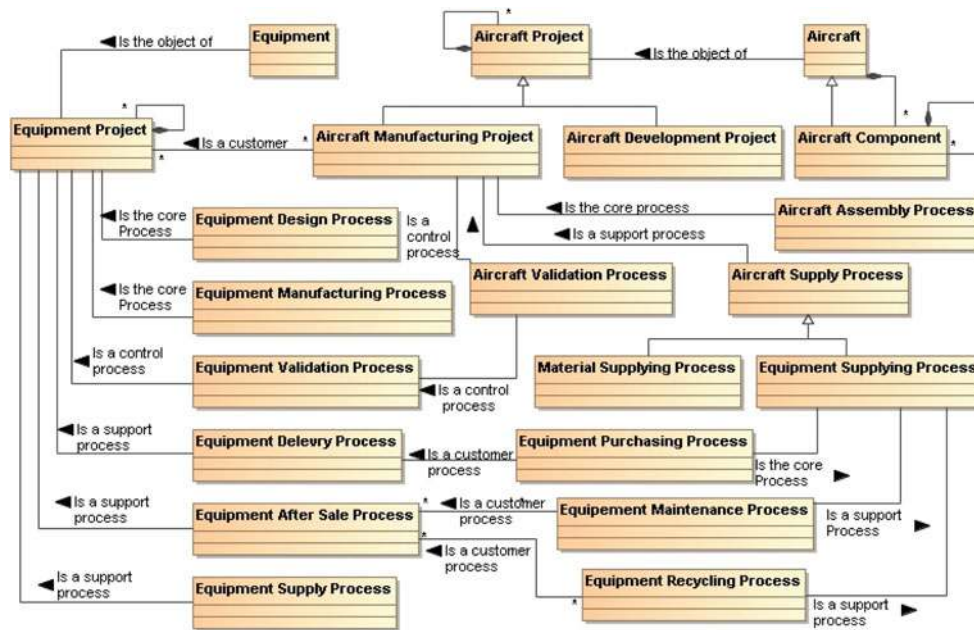 Equipment
Is the object of
Aircraft Project
*
Is the object of
Aircraft
*
Equipment Project
*
*
Is a customer
*
Aircraft Manufacturing Project
Aircraft Development Project
Aircraft Component
*
Is the core
Process
Equipment Design Process
Is a
control
process
Is the core process
Aircraft Assembly Process
Is a support process
Aircraft Validation Process
Aircraft Supply Process
Is the core
Process
Equipment Manufacturing Process
Is a control
process
Equipment Validation Process
Is a control
process
Material Supplying Process
Equipment Supplying Process
Is a support
process
Equipment Delevry Process
Is a customer
process
Equipment Purchasing Process
Is the core
Process
Is a support
process
Equipment After Sale Process
*
*
Is a customer
process
*
Equipement Maintenance Process
Is a support
Process
Is a customer
process
*
Equipment Recycling Process
Is a support
process
Is a support
process
Equipment Supply Process